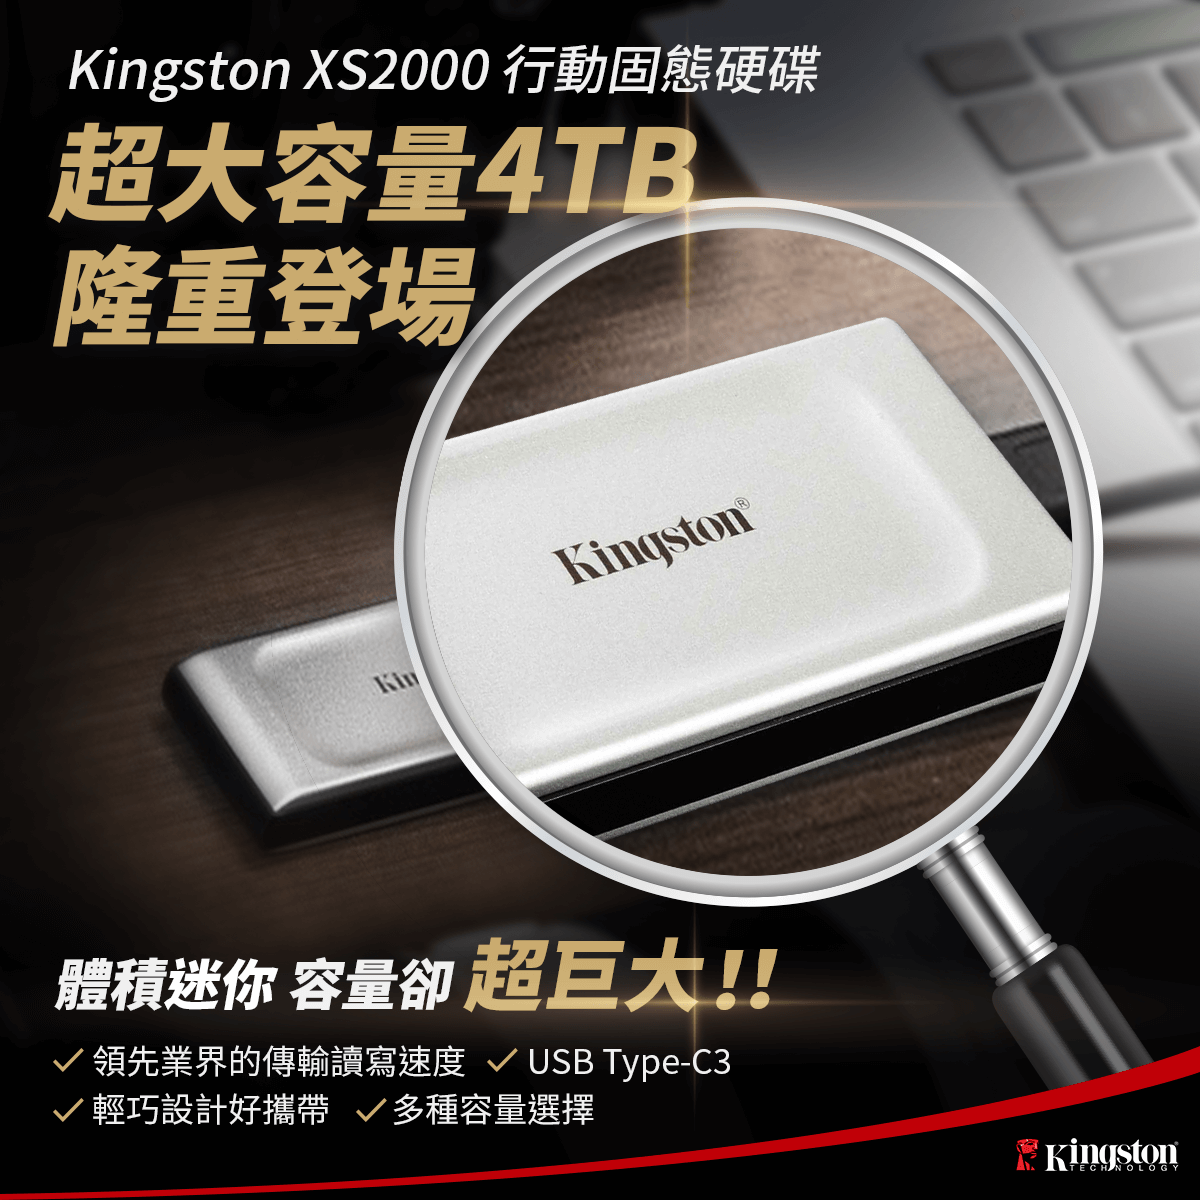 Kingston XS2000 行動固態硬碟
超大容量4TB
隆重登場
Kingston®
Kin
體積迷你 容量卻 超巨大!!
✓ 領先業界的傳輸讀寫速度 ✓ USB Type-C3
✓ 輕巧設計好攜帶 ✓ 多種容量選擇
Kingston
TECHNOLOGY